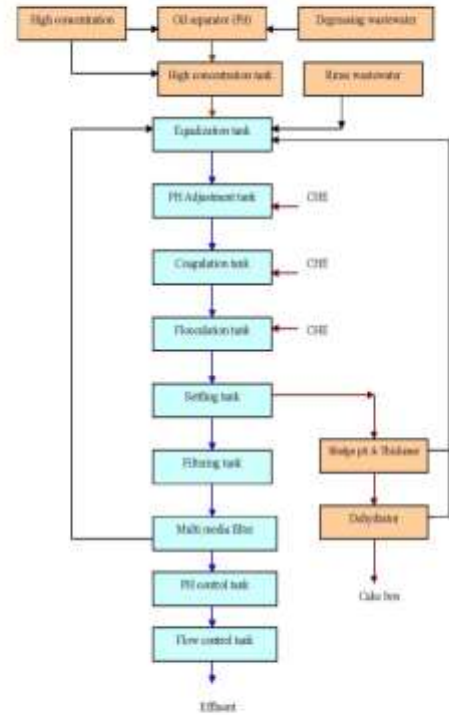 High concentration
Oil separator (Pit)
Degreasing wastewater
High concentration tank
Rinse wastewater
Equalization tank
PH Adjustment tank
CHE
Coagulation tank
CHE
Flocculation tank
CHE
Settling tank
Sludge pit & Thickener
Filtering tank
Dehydrator
Multi media filter
Cake box
PH control tank
Flow control tank
Effluent